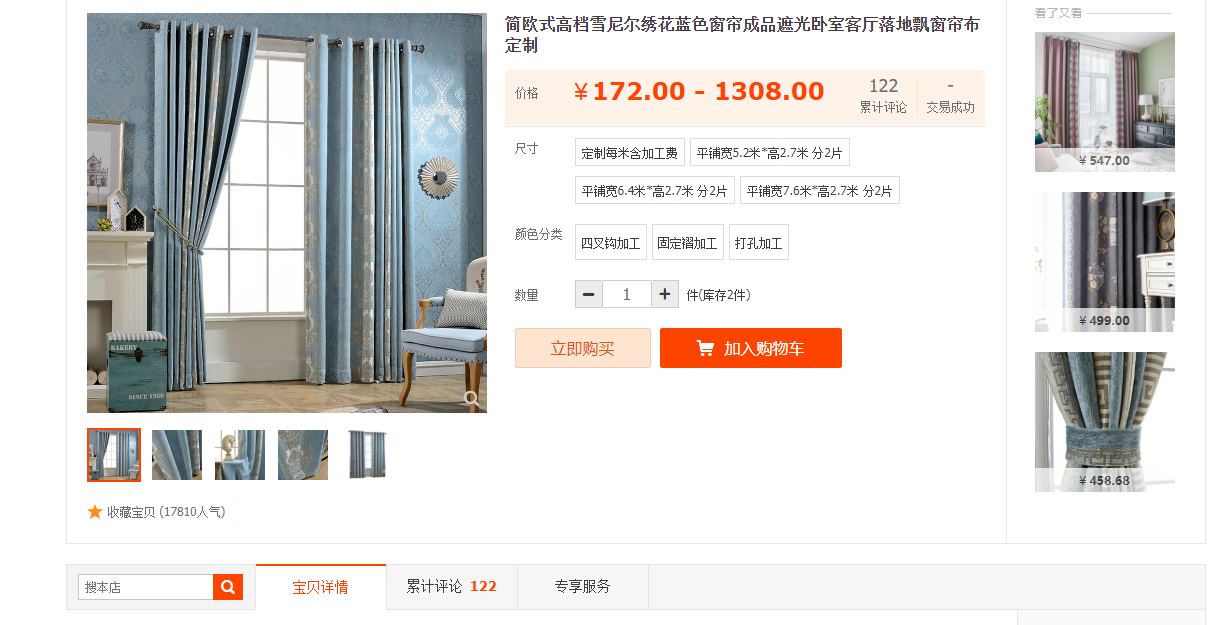 简欧式高档雪尼尔绣花蓝色窗帘成品遮光卧室客厅落地飘窗帘布
定制
价格
¥172.00 - 1308.00
122
累计评论
-
交易成功
尺寸
定制每米含加工费
平铺宽5.2米*高2.7米 分2片
平铺宽6.4米*高2.7米 分2片
平铺宽7.6米*高2.7米 分2片
颜色分类
四叉钩加工
固定褶加工
打孔加工
数量
1
件(库存2件)
立即购买
加入购物车
BAKERY
SINCE 1956
收藏宝贝 (17810人气)
看了又看
¥ 547.00
¥ 499.00
¥ 458.68
搜本店
宝贝详情
累计评论 122
专享服务